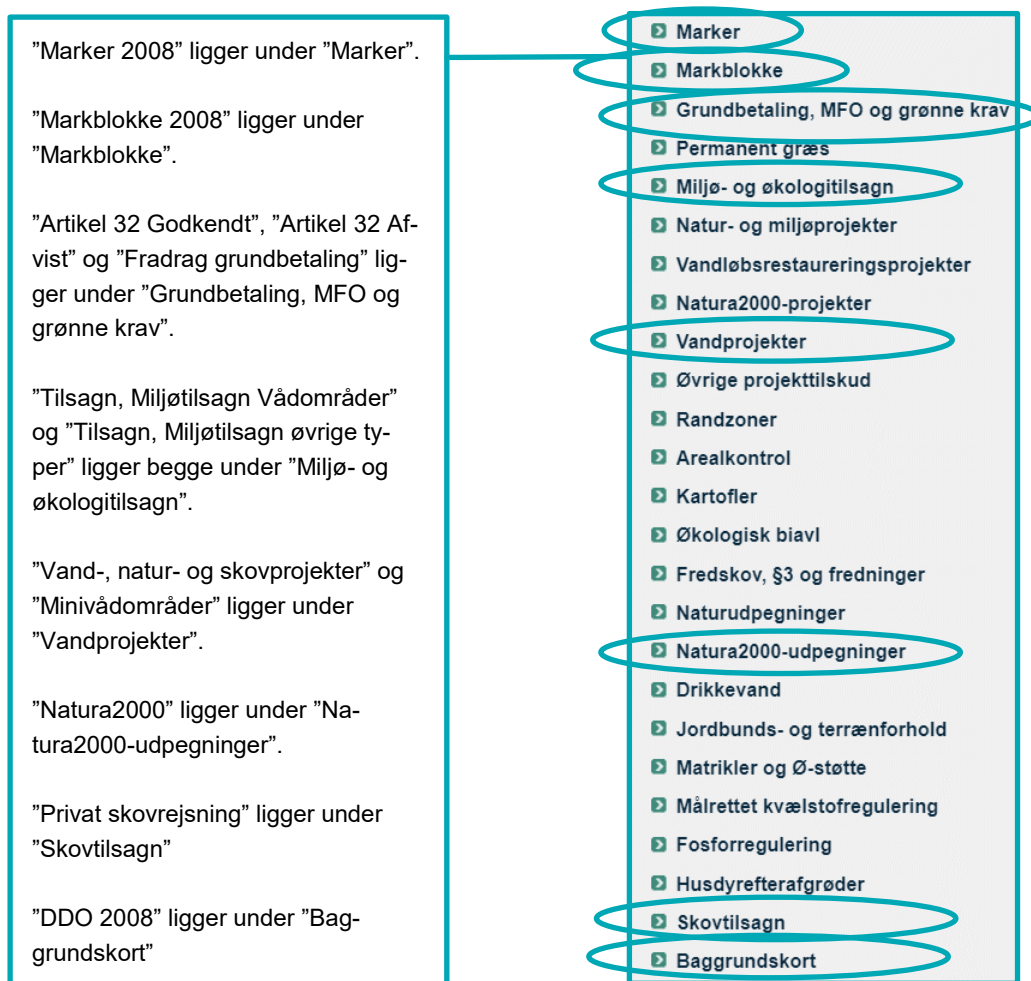 ”Marker 2008” ligger under ”Marker”.
”Markblokke 2008” ligger under
”Markblokke”.
”Artikel 32 Godkendt”, ”Artikel 32 Af-
vist” og ”Fradrag grundbetaling” lig-
ger under ”Grundbetaling, MFO og
grønne krav”.
”Tilsagn, Miljøtilsagn Vådområder”
og ”Tilsagn, Miljøtilsagn øvrige ty-
per” ligger begge under ”Miljø- og
økologitilsagn”.
”Vand-, natur- og skovprojekter” og
”Minivådområder” ligger under
”Vandprojekter”.
”Natura2000” ligger under ”Na-
tura2000-udpegninger”.
”Privat skovrejsning” ligger under
”Skovtilsagn”
”DDO 2008” ligger under ”Bag-
grundskort”
Marker
Markblokke
Grundbetaling, MFO og grønne krav
Permanent græs
Miljø- og økologitilsagn
Natur- og miljøprojekter
Vandløbsrestaureringsprojekter
Natura2000-projekter
Vandprojekter
Øvrige projekttilskud
Randzoner
Arealkontrol
Kartofler
Økologisk biavl
Fredskov, §3 og fredninger
Naturudpegninger
Natura2000-udpegninger
Drikkevand
Jordbunds- og terrænforhold
Matrikler og Ø-støtte
Målrettet kvælstofregulering
Fosforregulering
Husdyrefterafgrøder
Skovtilsagn
Baggrundskort